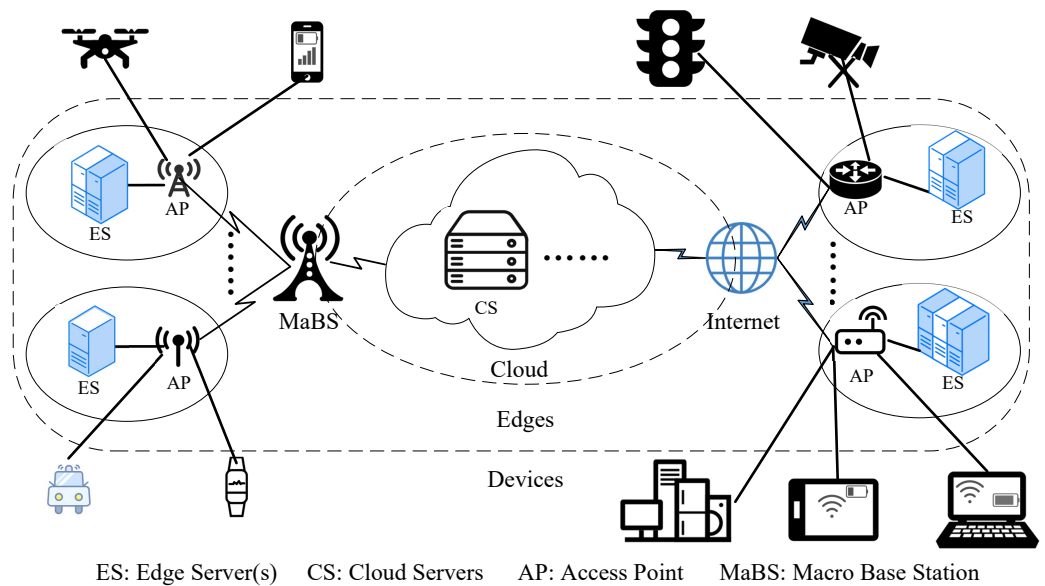 AP
ES
AP
ES
CS
MaBS
Internet
Cloud
ES
AP
AP
ES
Edges
Devices
ES: Edge Server(s) CS: Cloud Servers AP: Access Point MaBS: Macro Base Station